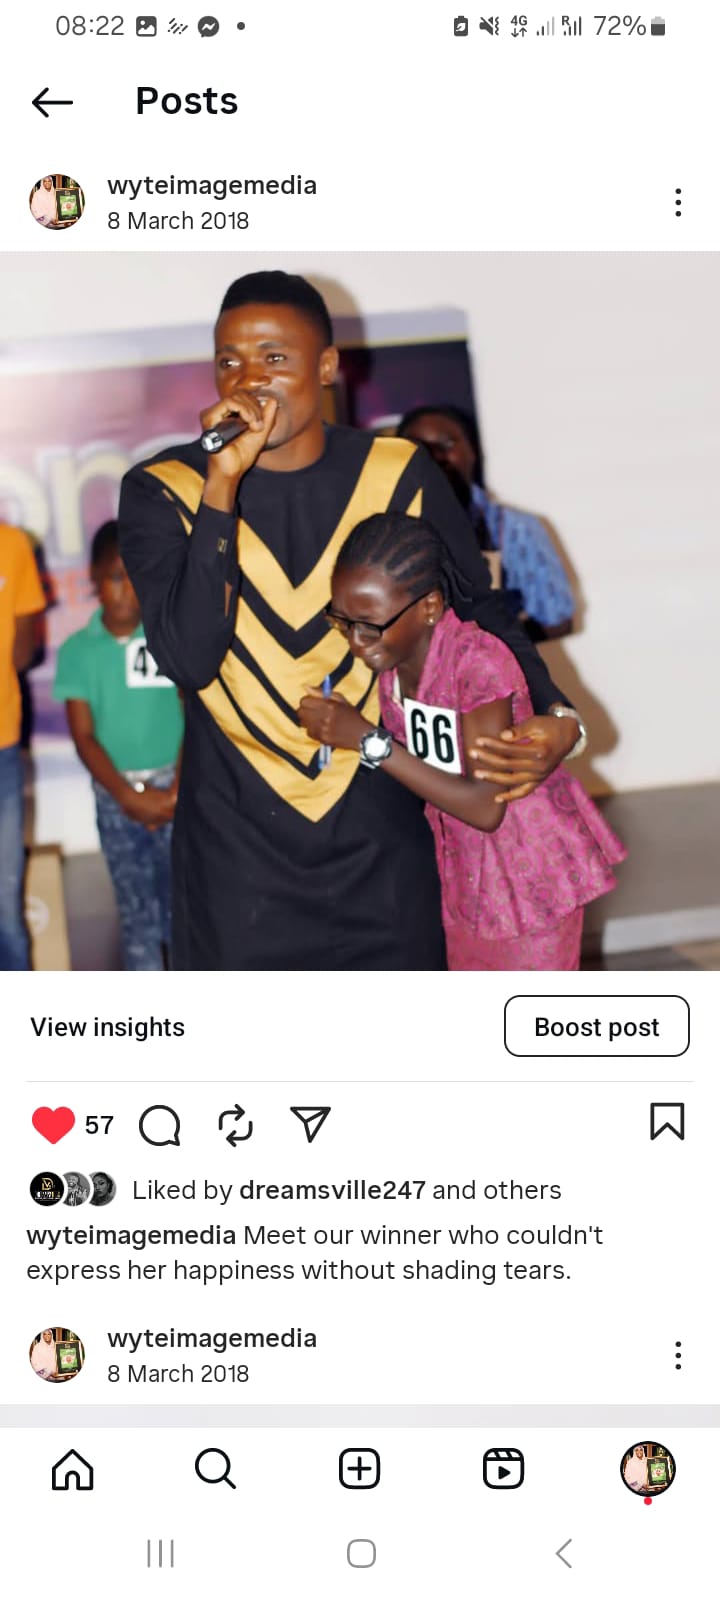 08:22 4G R 72%
Posts
wyteimagemedia
8 March 2018
66
View insights
Boost post
57
Liked by dreamsville247 and others
wyteimagemedia Meet our winner who couldn't
express her happiness without shading tears.
wyteimagemedia
8 March 2018